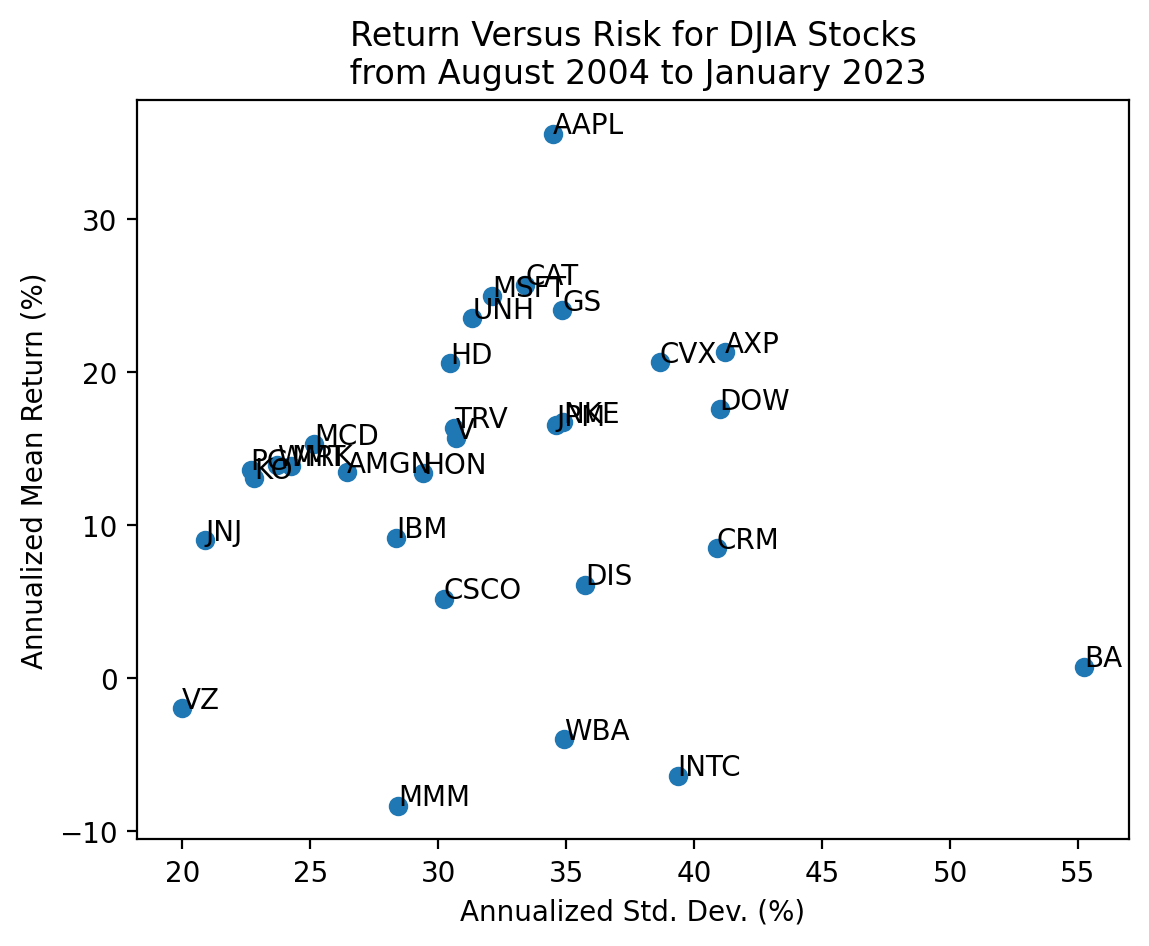 Return Versus Risk for DJIA Stocks
from August 2004 to January 2023
AAPL
30
CAT
MSFT
GS
UNH
AXP
HD
CVX
20
DOW
NKE
JPM
TRV
V
MCD
MRK
WMT
PG
AMGN
HON
KO
10
JNJ
IBM
CRM
DIS
CSCO
BA
0
VZ
WBA
INTC
MMM
−10
20 25 30 35 40 45 50 55
Annualized Std. Dev. (%)
Annualized Mean Return (%)